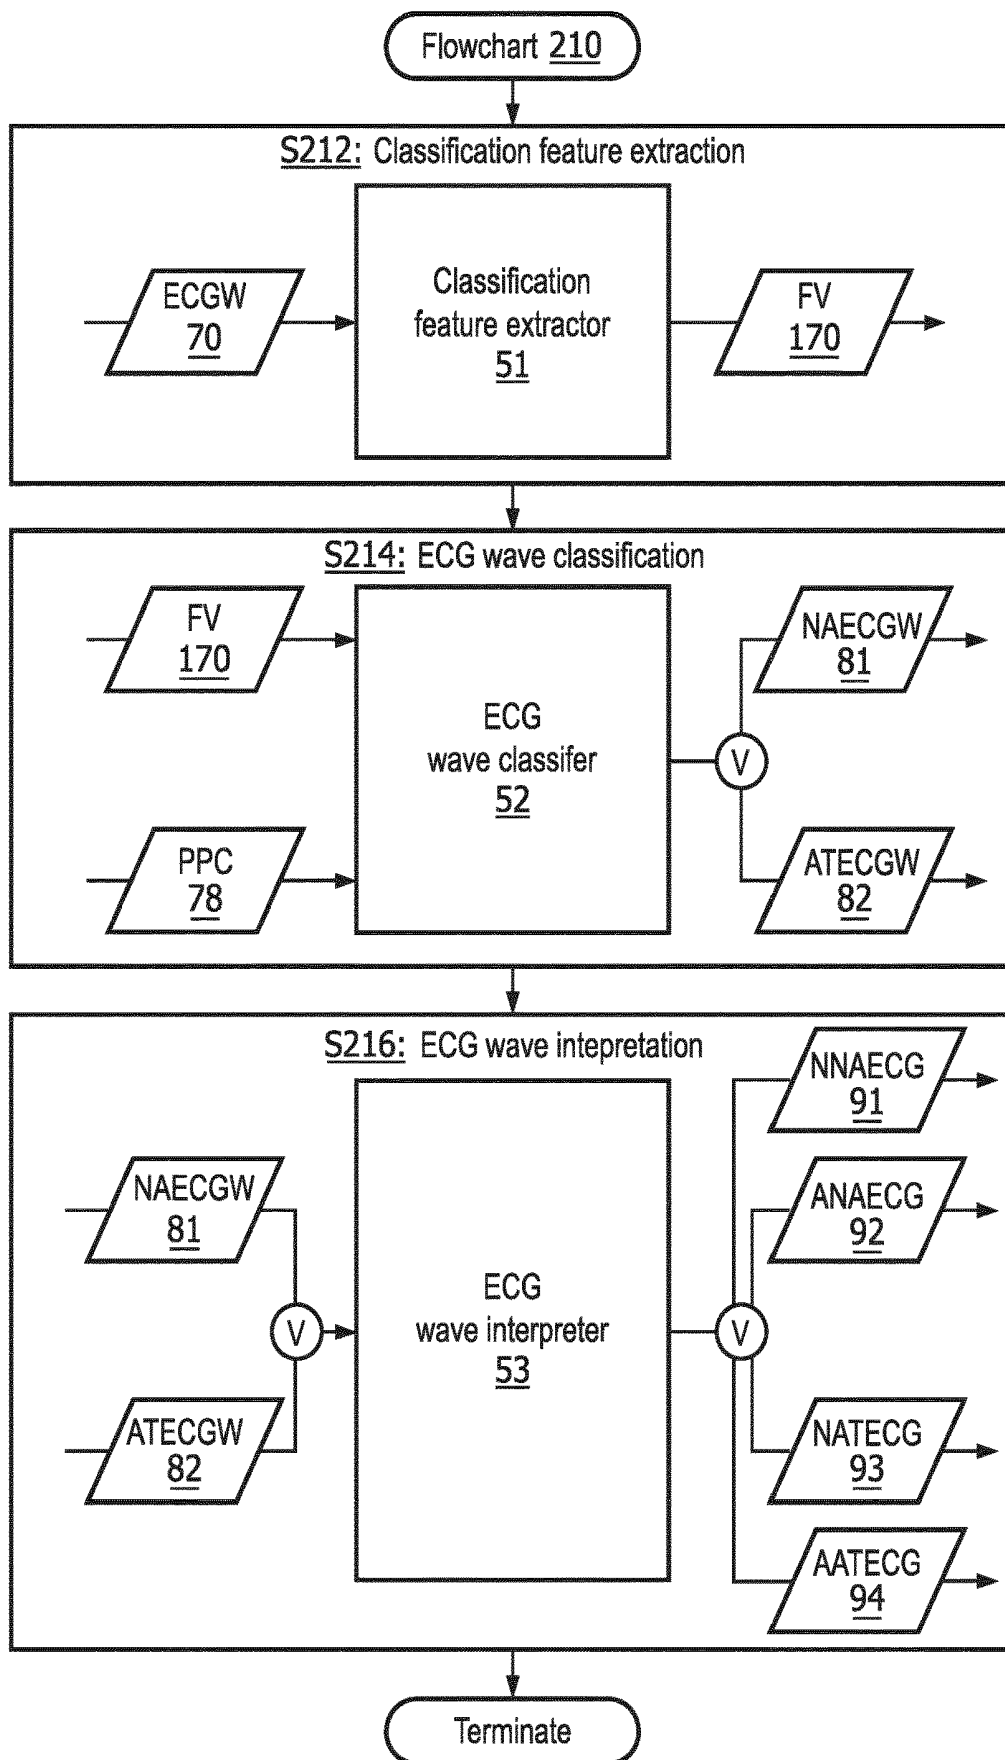 Flowchart 210
S212: Classification feature extraction
ECGW
70
Classification
feature extractor
51
FV
170
S214: ECG wave classification
FV
170
PPC
78
ECG
wave classifer
52
V
NAECGW
81
ATECGW
82
S216: ECG wave intepretation
NAECGW
81
V
ATECGW
82
ECG
wave interpreter
53
V
NNAECG
91
ANAECG
92
NATECG
93
AATECG
94
Terminate